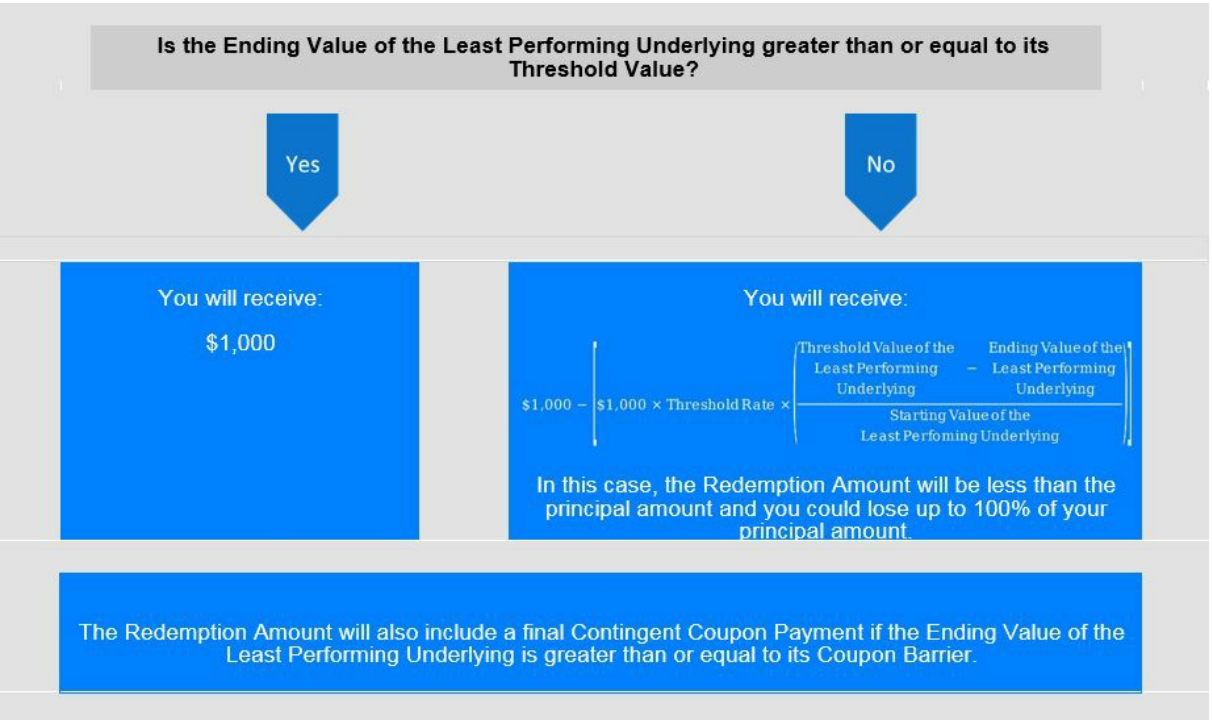 Is the Ending Value of the Least Performing Underlying greater than or equal to its
Threshold Value?
Yes
No
You will receive:
$1,000
You will receive:
$1,000 − [$1,000 × Threshold Rate × (
Threshold Value of the
Least Performing
Underlying
−
Ending Value of the
Least Performing
Underlying
Starting Value of the
Least Perfoming Underlying
)]
In this case, the Redemption Amount will be less than the
principal amount and you could lose up to 100% of your
principal amount.
The Redemption Amount will also include a final Contingent Coupon Payment if the Ending Value of the
Least Performing Underlying is greater than or equal to its Coupon Barrier.